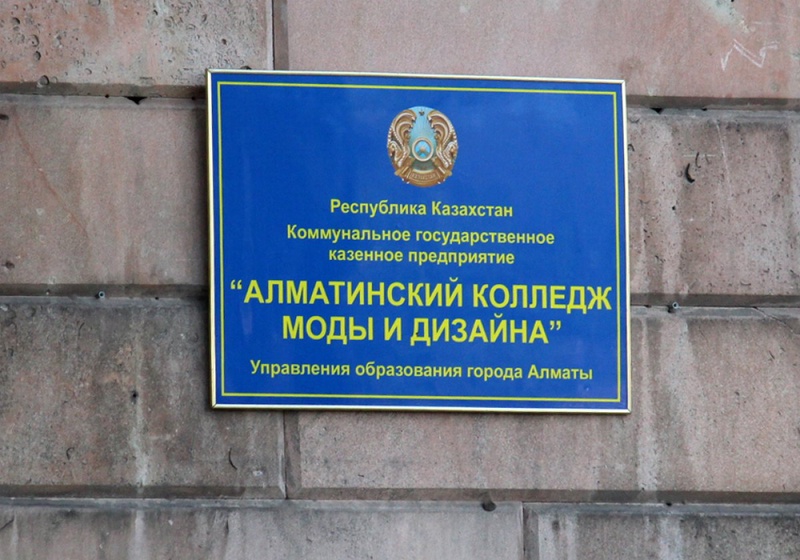 Республика Казахстан
Коммунальное государственное
казенное предприятие
“АЛМАТИНСКИЙ КОЛЛЕДЖ
МОДЫ И ДИЗАЙНА”
Управления образования города Алматы